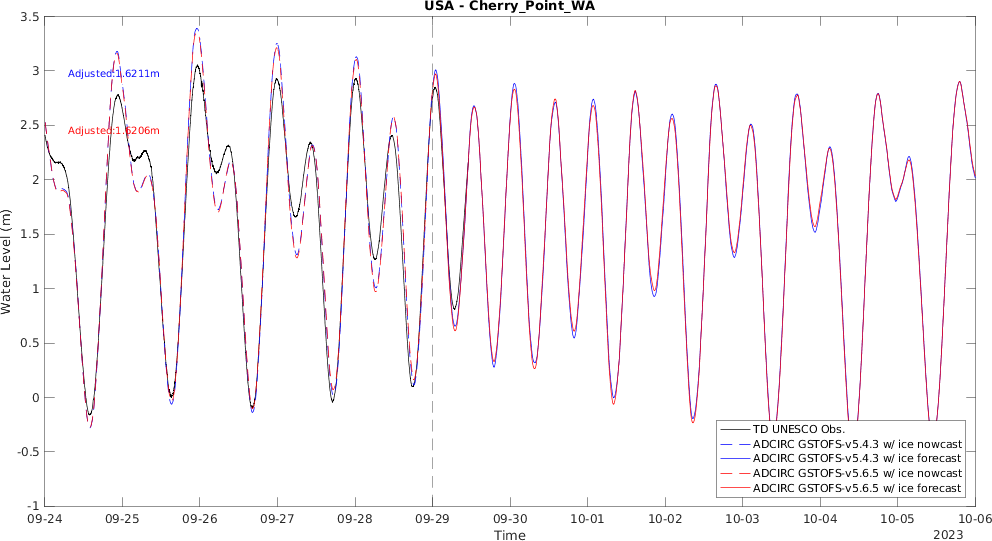 USA - Cherry_Point_WA
3.5
3
2.5
2
1.5
1
0.5
0
-0.5
-1
Water Level (m)
Adjusted:1.6211m
Adjusted:1.6206m
TD UNESCO Obs.
ADCIRC GSTOFS-v5.4.3 w/ ice nowcast
ADCIRC GSTOFS-v5.4.3 w/ ice forecast
ADCIRC GSTOFS-v5.6.5 w/ ice nowcast
ADCIRC GSTOFS-v5.6.5 w/ ice forecast
09-24 09-25 09-26 09-27 09-28 09-29 09-30 10-01 10-02 10-03 10-04 10-05 10-06
Time
2023